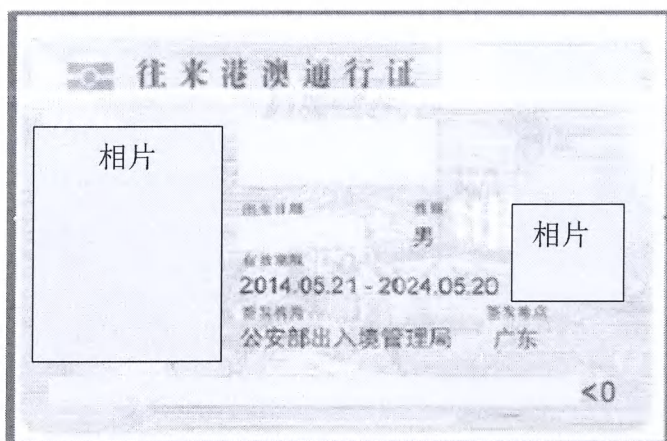 往来港澳通行证
相片
出生日期 性别
男
相片
有效期限
2014.05.21 - 2024.05.20
签发机关 签发地点
公安部出入境管理局 广东
<0